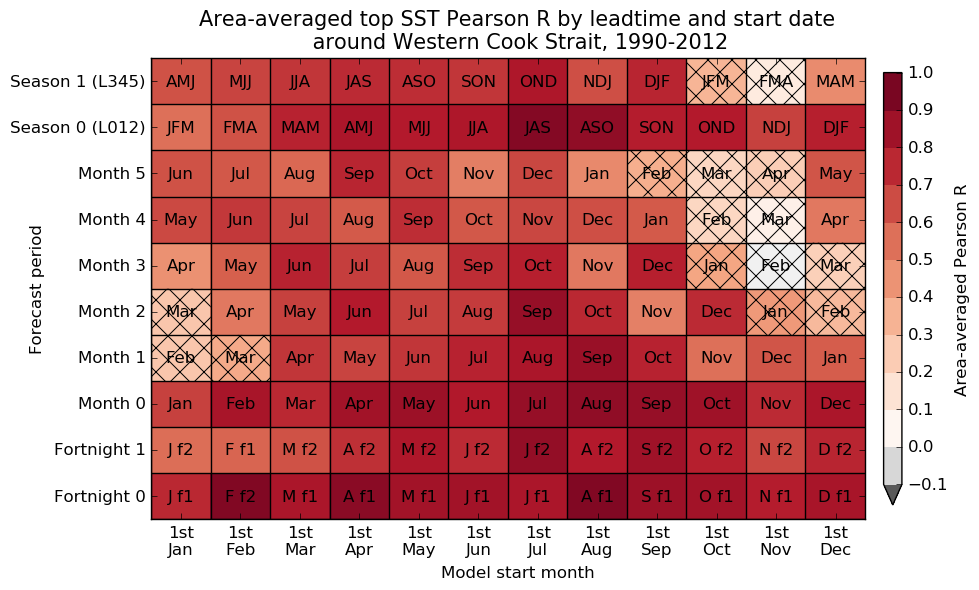 Area-averaged top SST Pearson R by leadtime and start date
around Western Cook Strait, 1990-2012
Season 1 (L345) AMJ MJJ JJA JAS ASO SON OND NDJ DJF JFM FMA MAM
Season 0 (L012) JFM FMA MAM AMJ MJJ JJA JAS ASO SON OND NDJ DJF
Month 5 Jun Jul Aug Sep Oct Nov Dec Jan Feb Mar Apr May
Month 4 May Jun Jul Aug Sep Oct Nov Dec Jan Feb Mar Apr
Month 3 Apr May Jun Jul Aug Sep Oct Nov Dec Jan Feb Mar
Month 2 Mar Apr May Jun Jul Aug Sep Oct Nov Dec Jan Feb
Month 1 Feb Mar Apr May Jun Jul Aug Sep Oct Nov Dec Jan
Month 0 Jan Feb Mar Apr May Jun Jul Aug Sep Oct Nov Dec
Fortnight 1 J f2 F f1 M f2 A f2 M f2 J f2 J f2 A f2 S f2 O f2 N f2 D f2
Fortnight 0 J f1 F f2 M f1 A f1 M f1 J f1 J f1 A f1 S f1 O f1 N f1 D f1
1st 1st 1st 1st 1st 1st 1st 1st 1st 1st 1st 1st
Jan Feb Mar Apr May Jun Jul Aug Sep Oct Nov Dec
Model start month
Forecast period
1.0
0.9
0.8
0.7
0.6
0.5
0.4
0.3
0.2
0.1
0.0
−0.1
Area-averaged Pearson R